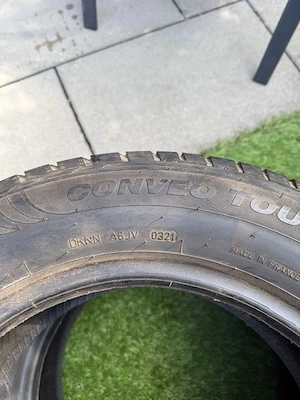 CONVEO TOU
DKNN A6JV 0321
MADE IN FRANCE